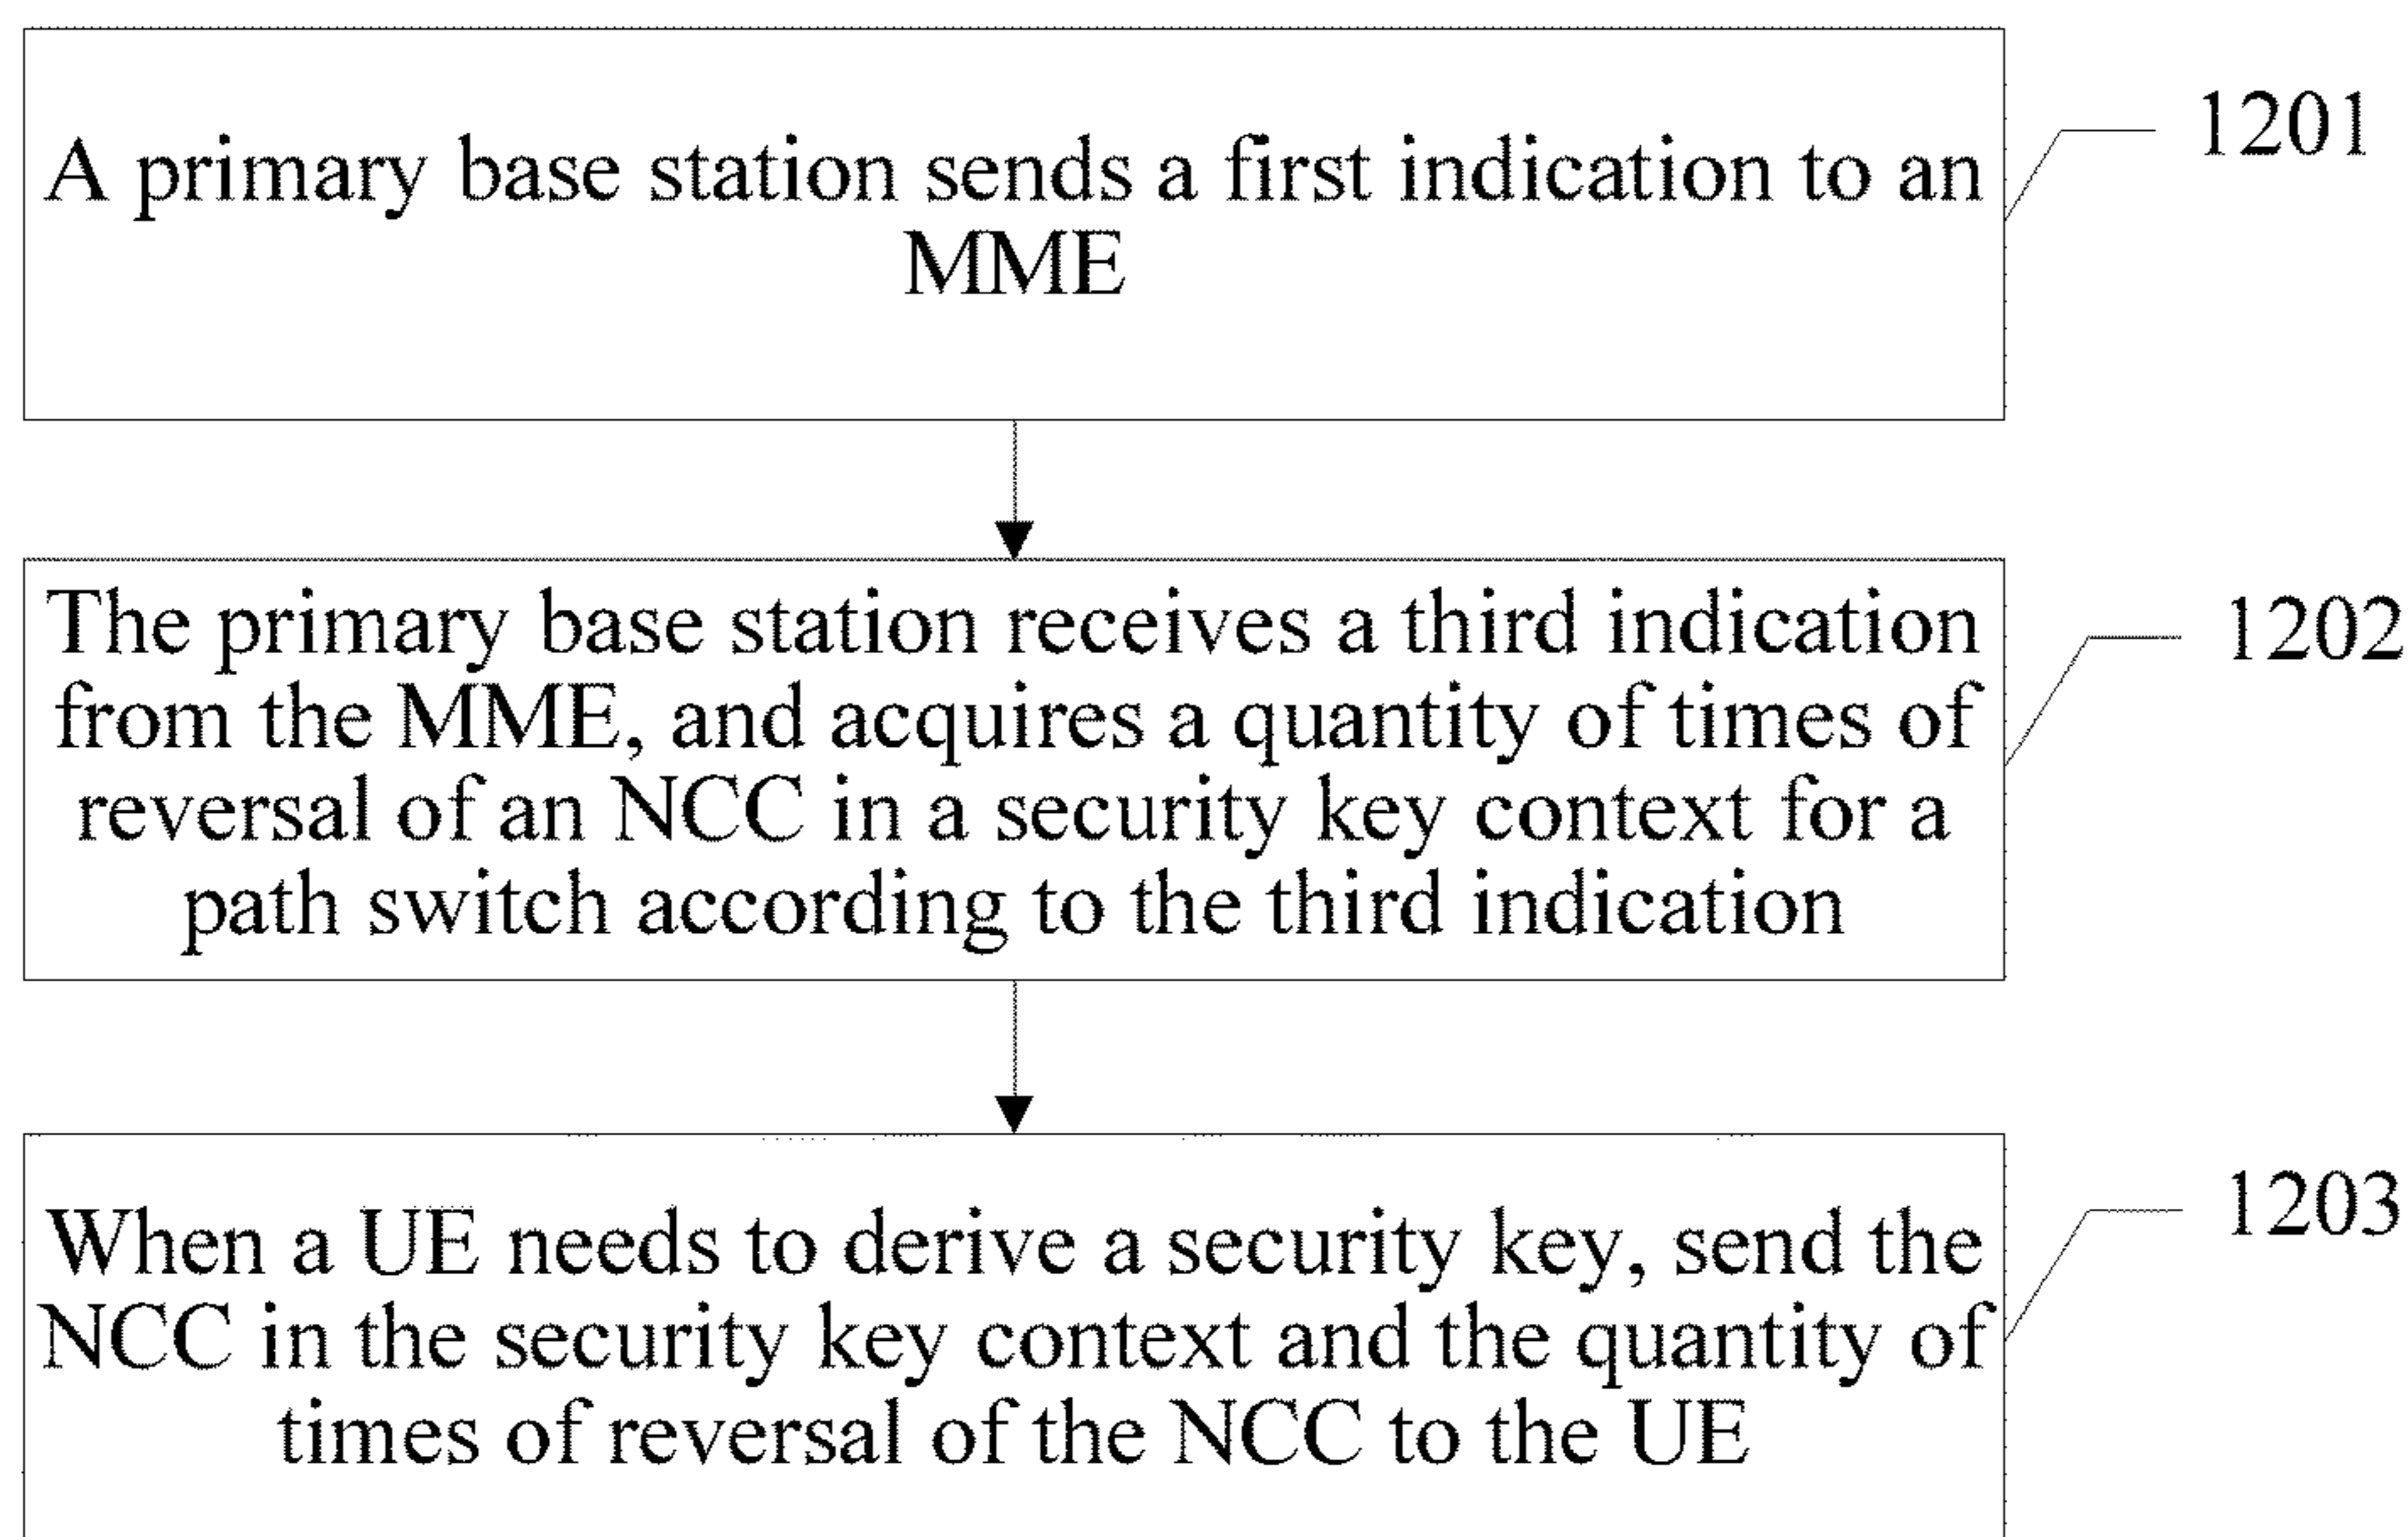 A primary base station sends a first indication to an
MME
1201
The primary base station receives a third indication
from the MME, and acquires a quantity of times of
reversal of an NCC in a security key context for a
path switch according to the third indication
1202
When a UE needs to derive a security key, send the
NCC in the security key context and the quantity of
times of reversal of the NCC to the UE
1203